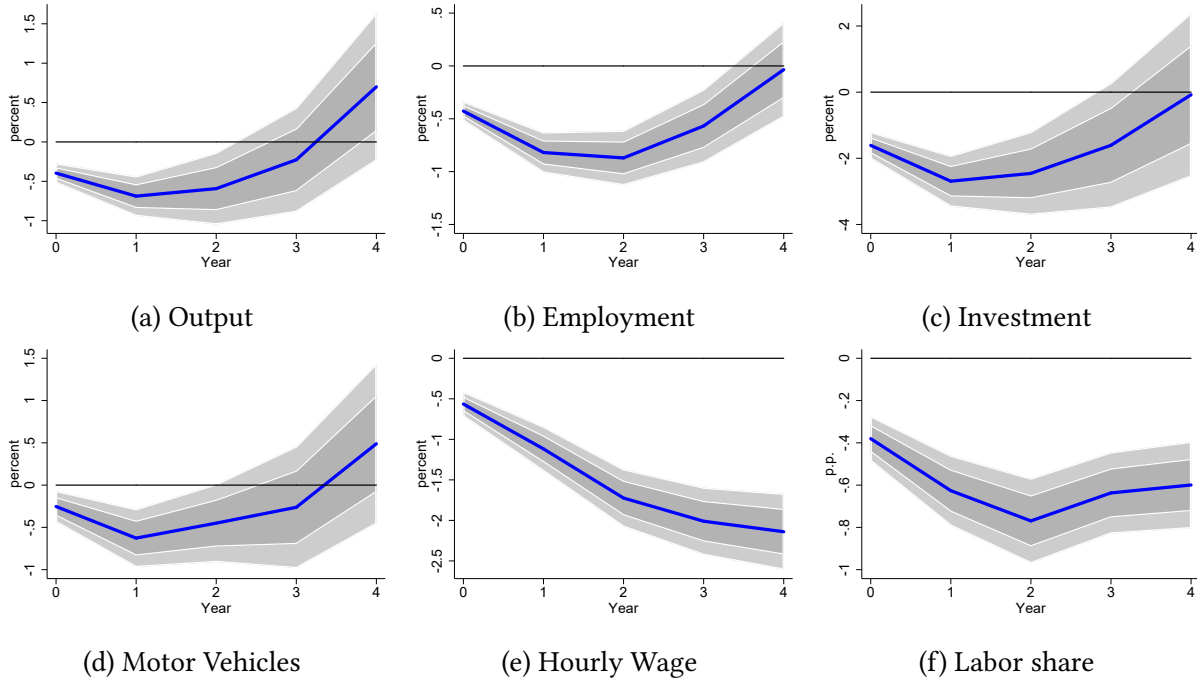 percent
1.5
1
.5
0
-.5
-1
0 1 2 3 4
Year
(a) Output
percent
.5
0
-.5
-1
-1.5
0 1 2 3 4
Year
(b) Employment
percent
2
0
-2
-4
0 1 2 3 4
Year
(c) Investment
percent
1.5
1
.5
0
-.5
-1
0 1 2 3 4
Year
(d) Motor Vehicles
percent
0
-.5
-1
-1.5
-2
-2.5
0 1 2 3 4
Year
(e) Hourly Wage
p.p.
0
-.2
-.4
-.6
-.8
-1
0 1 2 3 4
Year
(f) Labor share